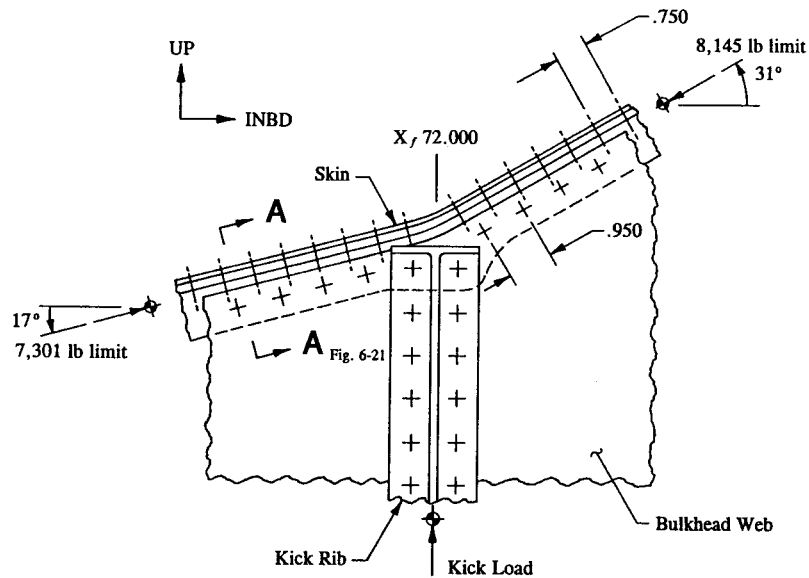 .750
UP
8,145 lb limit
31°
INBD
X_f 72.000
Skin
A
.950
17°
A Fig. 6-21
7,301 lb limit
Bulkhead Web
Kick Rib
Kick Load